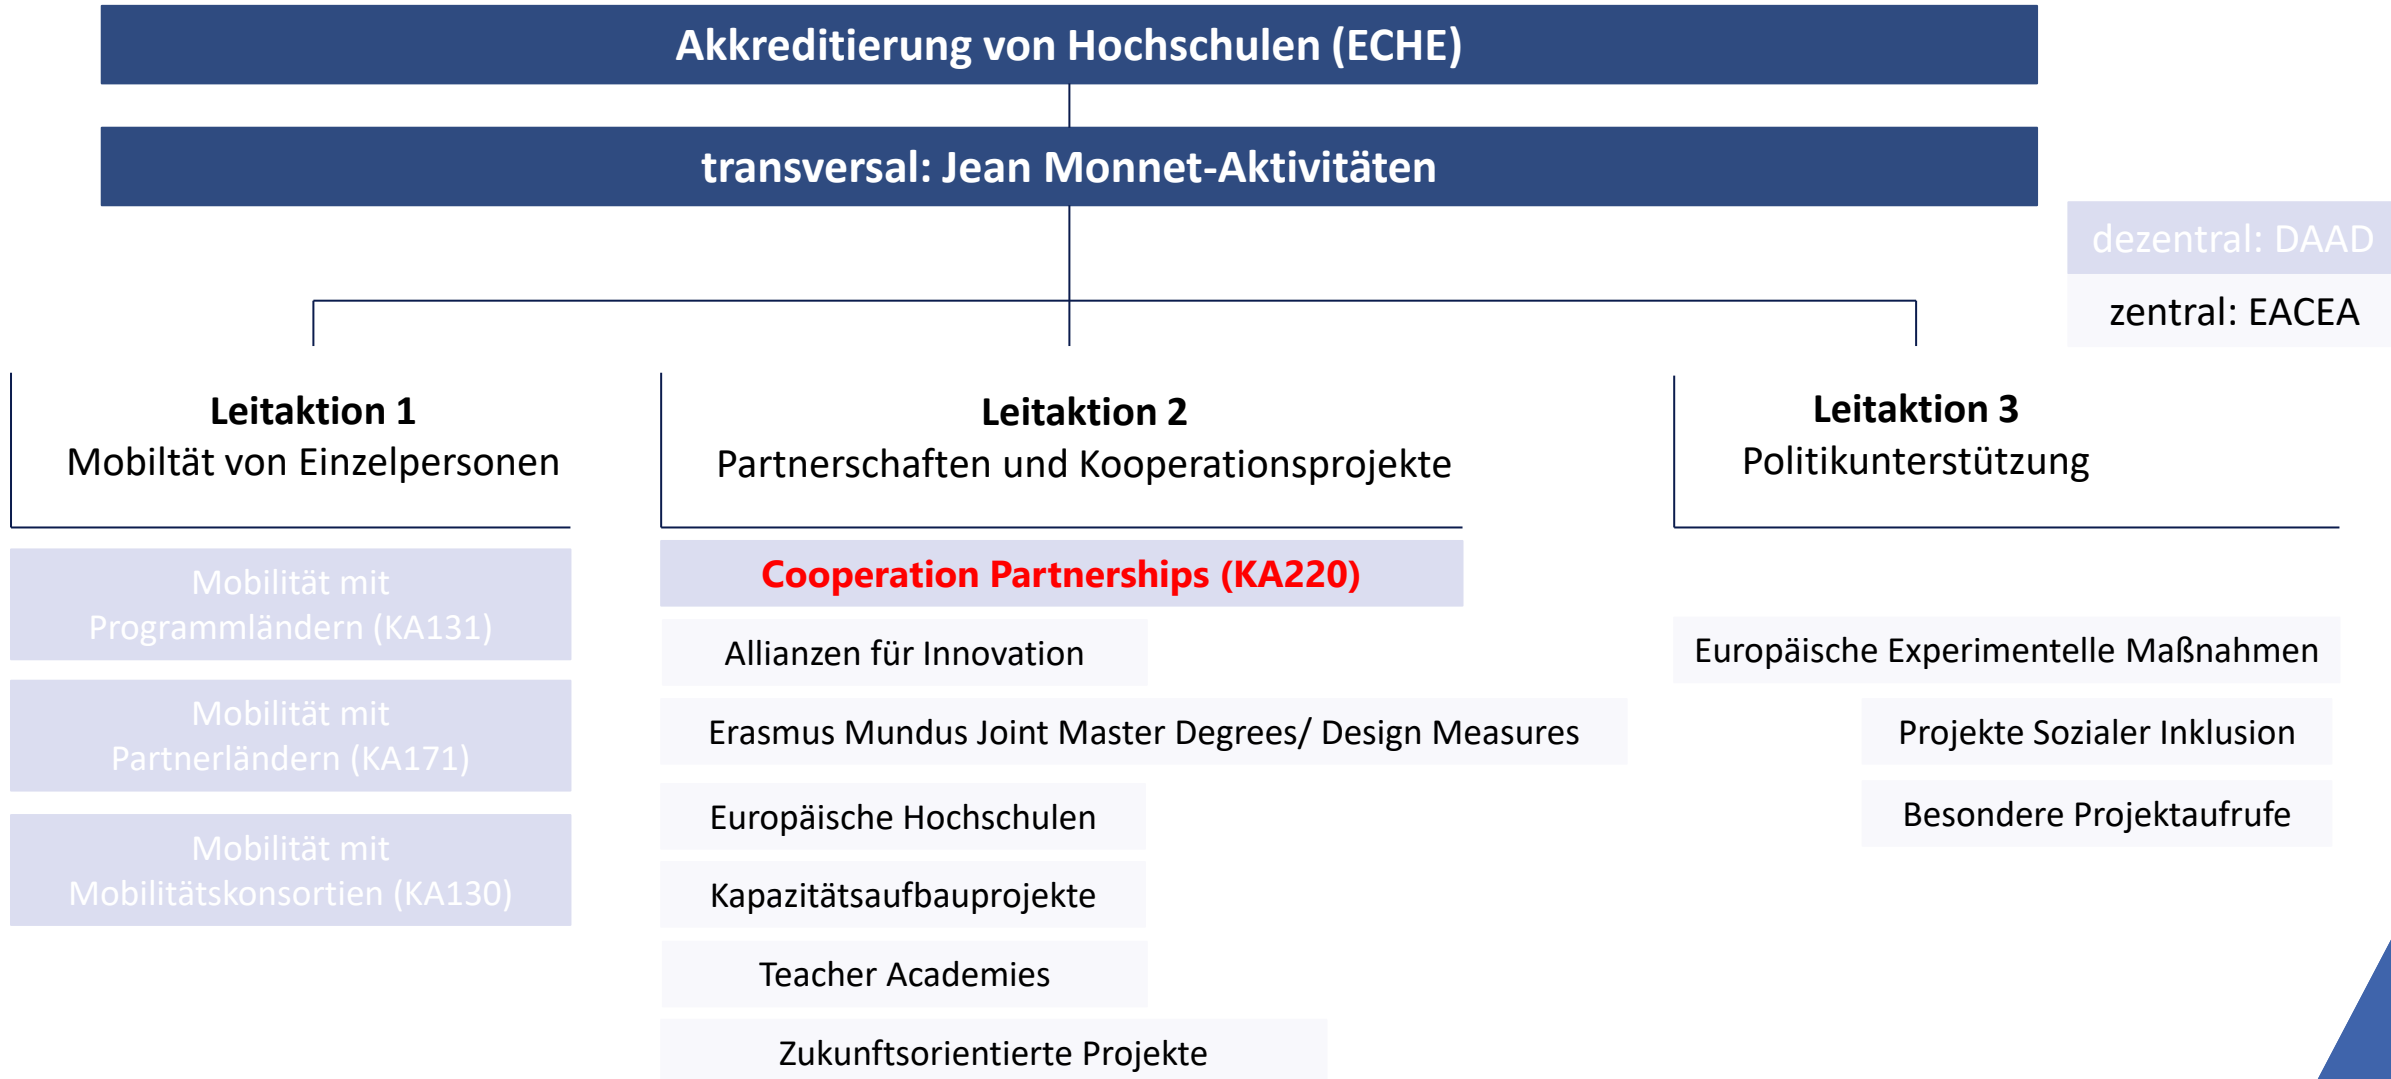 Akkreditierung von Hochschulen (ECHE)
transversal: Jean Monnet-Aktivitäten
dezentral: DAAD
zentral: EACEA
Leitaktion 1
Mobiltät von Einzelpersonen
Mobilität mit
Programmländern (KA131)
Mobilität mit
Partnerländern (KA171)
Mobilität mit
Mobilitätskonsortien (KA130)
Leitaktion 2
Partnerschaften und Kooperationsprojekte
Cooperation Partnerships (KA220)
Allianzen für Innovation
Erasmus Mundus Joint Master Degrees/ Design Measures
Europäische Hochschulen
Kapazitätsaufbauprojekte
Teacher Academies
Zukunftsorientierte Projekte
Leitaktion 3
Politikunterstützung
Europäische Experimentelle Maßnahmen
Projekte Sozialer Inklusion
Besondere Projektaufrufe